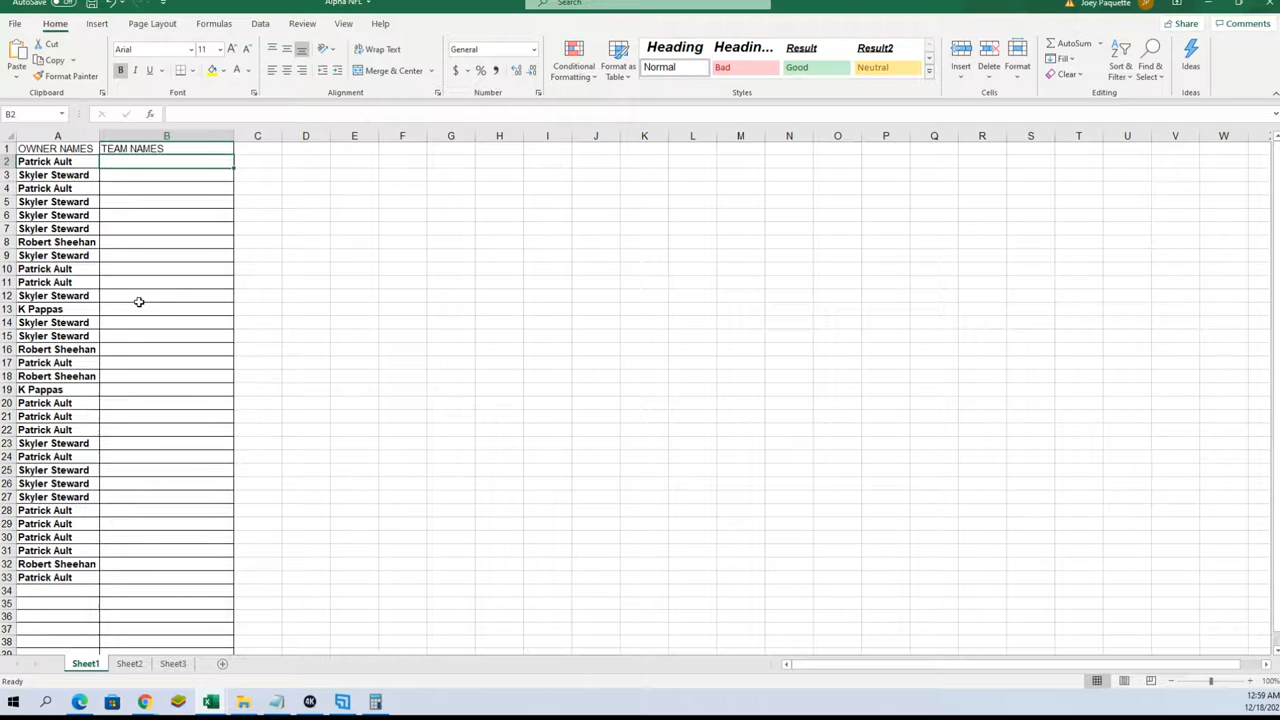 AutoSave Off Alpha NFL Search Joey Paquette JP
File Home Insert Page Layout Formulas Data Review View Help Share Comments
Paste Cut Copy Format Painter
Arial 11 A A
B I U A
Wrap Text
Merge & Center
General
$ % 9
Conditional Formatting Format as Table
Heading Headin... Result Result2
Normal Bad Good Neutral
Insert Delete Format
AutoSum Fill Clear
Sort & Filter Find & Select Ideas
Clipboard Font Alignment Number Styles Cells Editing Ideas
B2 fx
A B C D E F G H I J K L M N O P Q R S T U V W
1 OWNER NAMES TEAM NAMES
2 Patrick Ault
3 Skyler Steward
4 Patrick Ault
5 Skyler Steward
6 Skyler Steward
7 Skyler Steward
8 Robert Sheehan
9 Skyler Steward
10 Patrick Ault
11 Patrick Ault
12 Skyler Steward
13 K Pappas
14 Skyler Steward
15 Skyler Steward
16 Robert Sheehan
17 Patrick Ault
18 Robert Sheehan
19 K Pappas
20 Patrick Ault
21 Patrick Ault
22 Patrick Ault
23 Skyler Steward
24 Patrick Ault
25 Skyler Steward
26 Skyler Steward
27 Skyler Steward
28 Patrick Ault
29 Patrick Ault
30 Patrick Ault
31 Patrick Ault
32 Robert Sheehan
33 Patrick Ault
34
35
36
37
38
Sheet1 Sheet2 Sheet3
Ready 100%
4K
12:59 AM
12/18/202